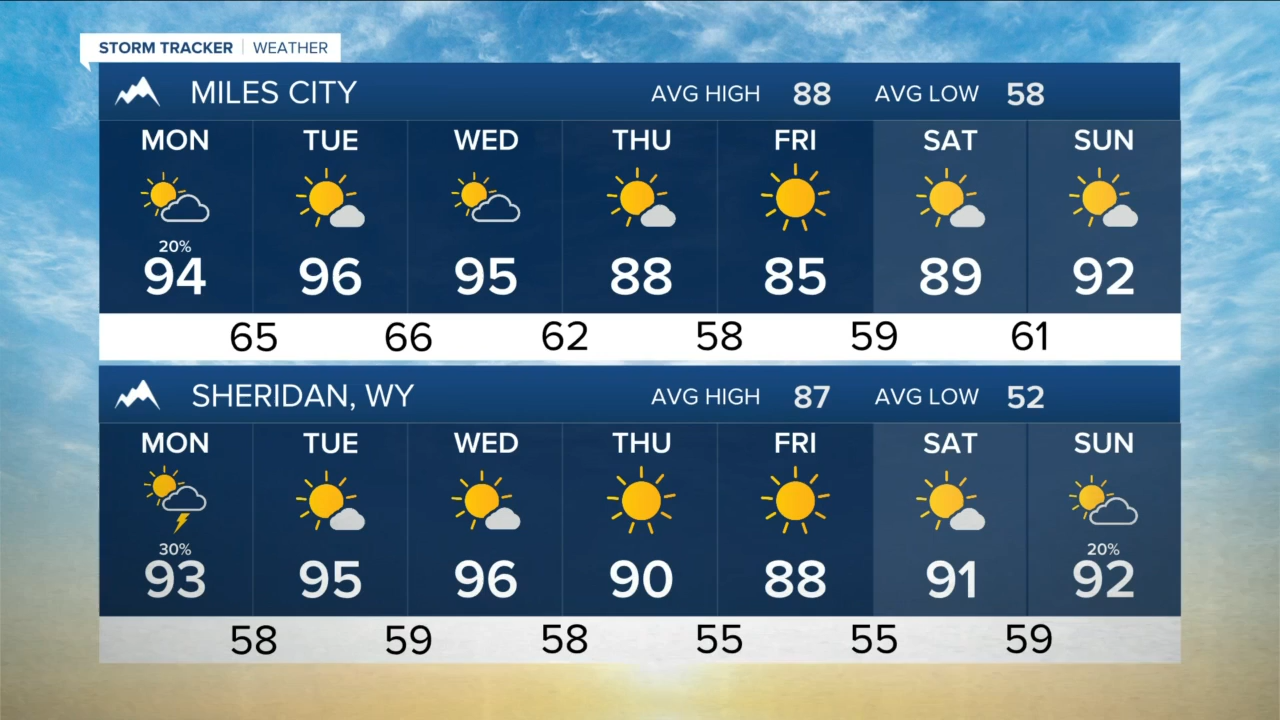 STORM TRACKER | WEATHER
MILES CITY AVG HIGH 88 AVG LOW 58
MON TUE WED THU FRI SAT SUN
20%
94 96 95 88 85 89 92
65 66 62 58 59 61
SHERIDAN, WY AVG HIGH 87 AVG LOW 52
MON TUE WED THU FRI SAT SUN
30% 20%
93 95 96 90 88 91 92
58 59 58 55 55 59